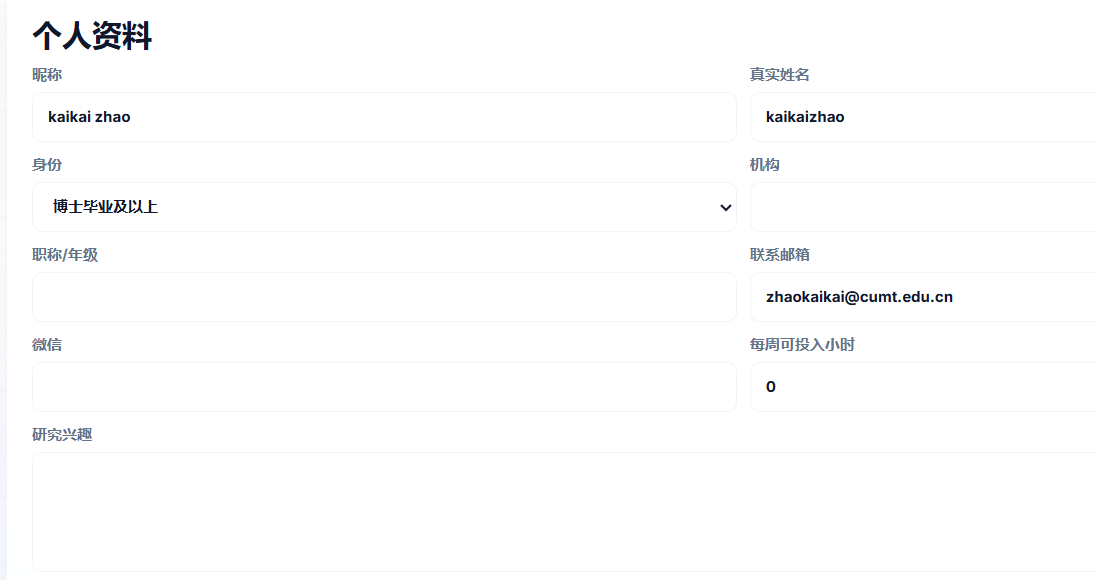 个人资料
昵称
真实姓名
kaikai zhao
kaikaizhao
身份
机构
博士毕业及以上
职称/年级
联系邮箱
zhaokaikai@cumt.edu.cn
微信
每周可投入小时
0
研究兴趣